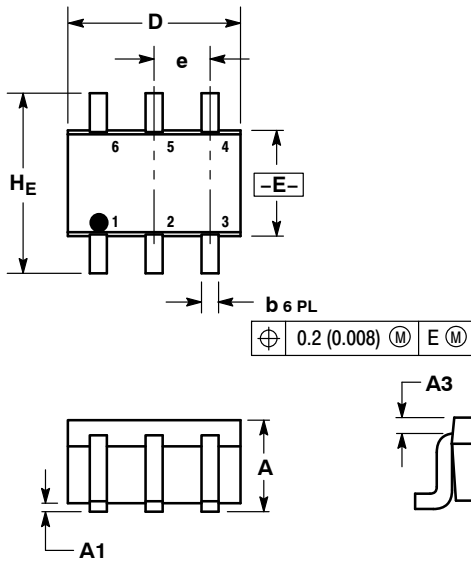 D
e
6 5 4
HE
–E–
1 2 3
b 6 PL
⌖ 0.2 (0.008) Ⓜ E Ⓜ
A3
A
A1